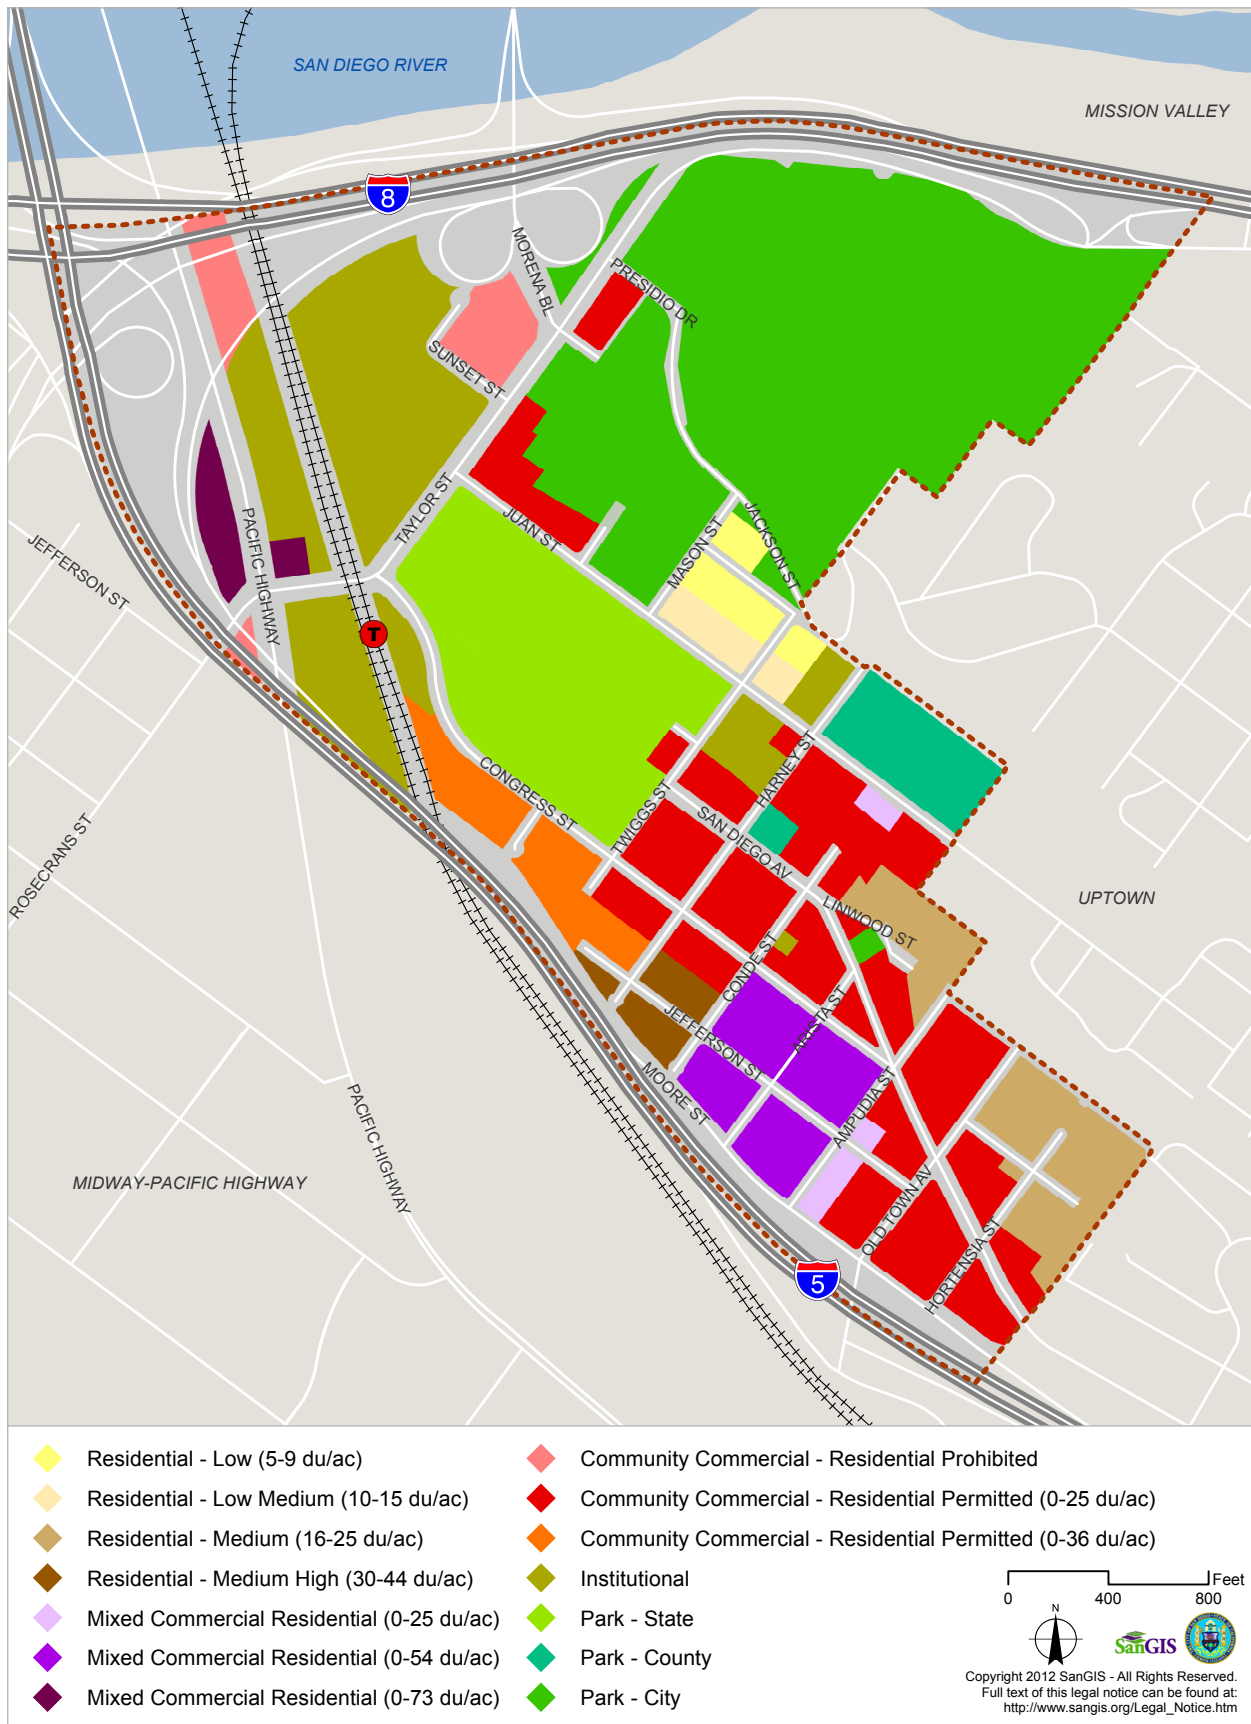 SAN DIEGO RIVER
MISSION VALLEY
8
MORENA BL
PRESIDIO DR
SUNSET ST
TAYLOR ST
JUAN ST
MASON ST
JACKSON ST
PACIFIC HIGHWAY
JEFFERSON ST
T
ROSECRANS ST
CONGRESS ST
TWIGGS ST
HARNEY ST
SAN DIEGO AV
LINWOOD ST
UPTOWN
CONDE ST
ARISTA ST
JEFFERSON ST
MOORE ST
AMPUDIA ST
PACIFIC HIGHWAY
MIDWAY-PACIFIC HIGHWAY
OLD TOWN AV
HORTENSIA ST
5
Residential - Low (5-9 du/ac)
Residential - Low Medium (10-15 du/ac)
Residential - Medium (16-25 du/ac)
Residential - Medium High (30-44 du/ac)
Mixed Commercial Residential (0-25 du/ac)
Mixed Commercial Residential (0-54 du/ac)
Mixed Commercial Residential (0-73 du/ac)
Community Commercial - Residential Prohibited
Community Commercial - Residential Permitted (0-25 du/ac)
Community Commercial - Residential Permitted (0-36 du/ac)
Institutional
Park - State
Park - County
Park - City
Feet
0 400 800
N
SanGIS
Copyright 2012 SanGIS - All Rights Reserved.
Full text of this legal notice can be found at:
http://www.sangis.org/Legal_Notice.htm